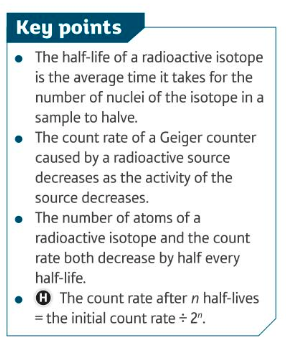 Key points
• The half-life of a radioactive isotope
is the average time it takes for the
number of nuclei of the isotope in a
sample to halve.
• The count rate of a Geiger counter
caused by a radioactive source
decreases as the activity of the
source decreases.
• The number of atoms of a
radioactive isotope and the count
rate both decrease by half every
half-life.
• H The count rate after n half-lives
= the initial count rate ÷ 2ⁿ.